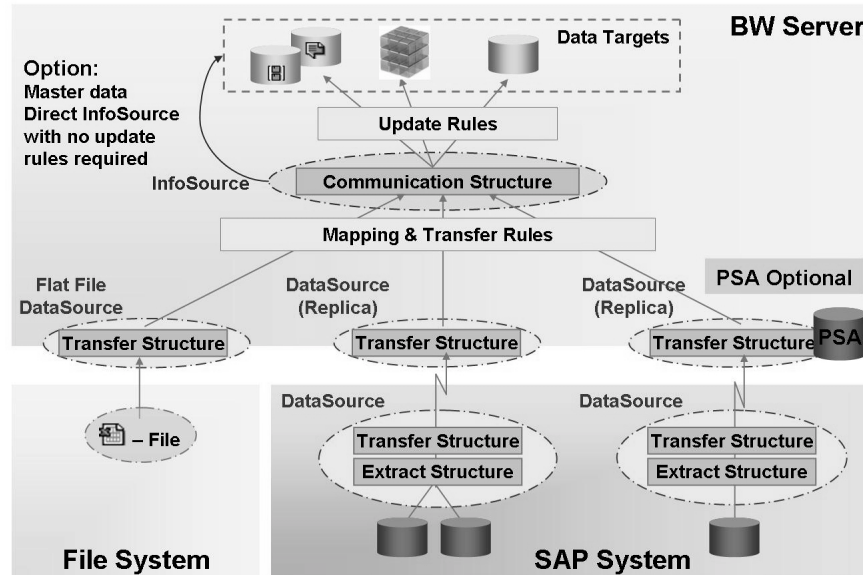 BW Server
Data Targets
Option:
Master data
Direct InfoSource
with no update
rules required
Update Rules
InfoSource
Communication Structure
Mapping & Transfer Rules
Flat File
DataSource
DataSource
(Replica)
DataSource
(Replica)
PSA Optional
Transfer Structure
Transfer Structure
Transfer Structure
PSA
DataSource
DataSource
– File
Transfer Structure
Extract Structure
Transfer Structure
Extract Structure
File System
SAP System